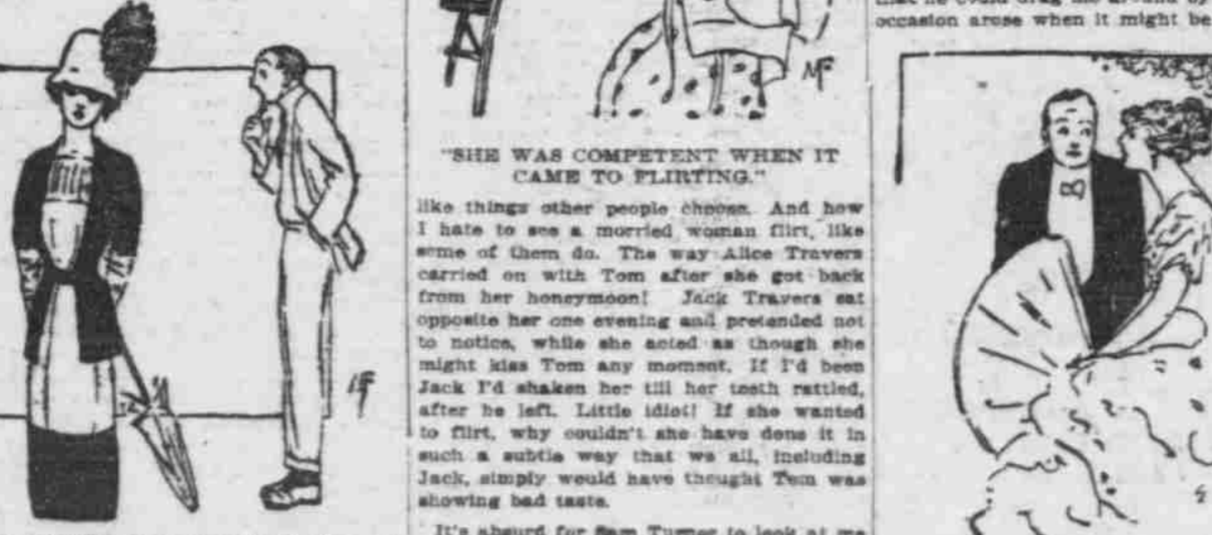 occasion arose when it might be
MF
"SHE WAS COMPETENT WHEN IT
CAME TO FLIRTING."
like things other people choose. And how
I hate to see a morried woman flirt, like
some of them do. The way Alice Travers
carried on with Tom after she got back
from her honeymoon! Jack Travers sat
opposite her one evening and pretended not
to notice, while she acted as though she
might kiss Tom any moment. If I'd been
Jack I'd shaken her till her teeth rattled,
after he left. Little idiot! If she wanted
to flirt, why couldn't she have done it in
such a subtle way that we all, including
Jack, simply would have thought Tom was
showing bad taste.
It's absurd for Sam Turner to look at me
MF